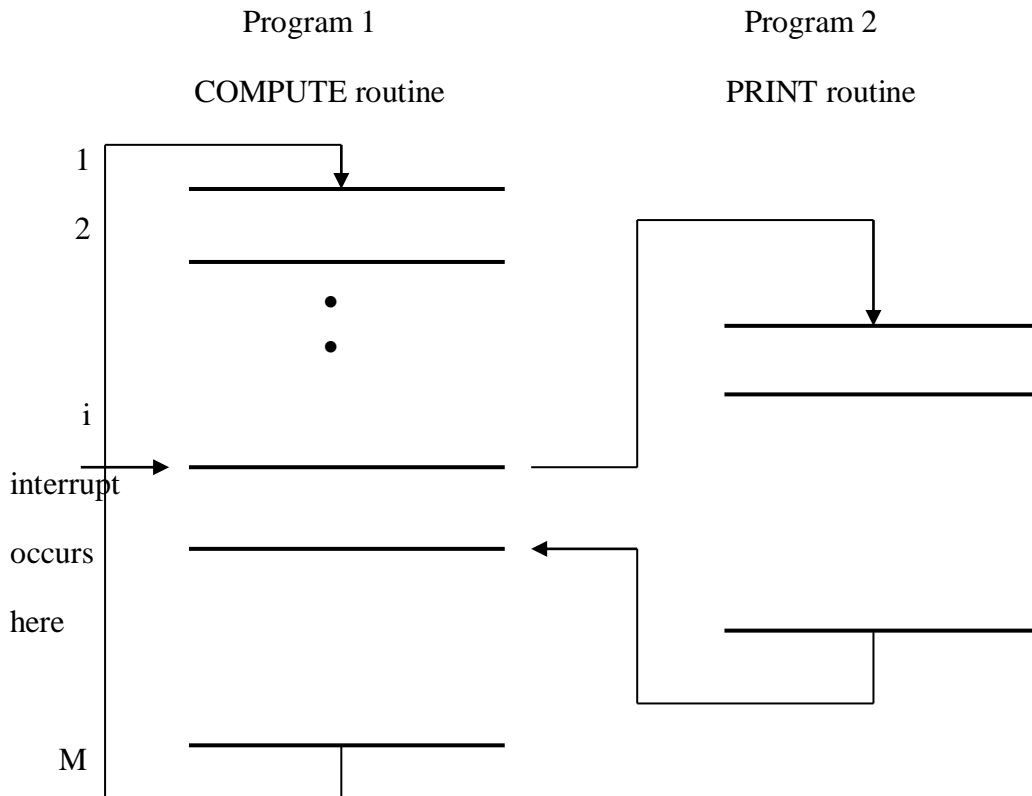 Program 1
Program 2
COMPUTE routine
PRINT routine
1
2
i
interrupt
occurs
here
M